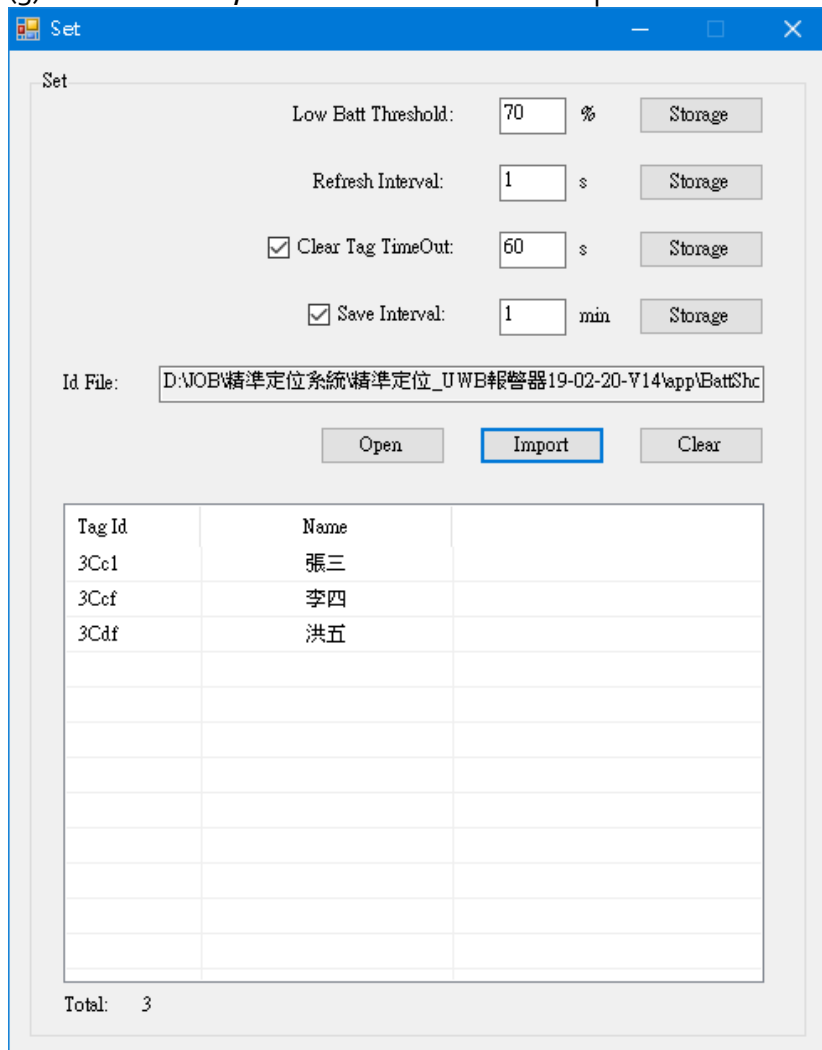 Set
Set
Low Batt Threshold: 70 % Storage
Refresh Interval: 1 s Storage
Clear Tag TimeOut: 60 s Storage
Save Interval: 1 min Storage
Id File: D:\JOB\精準定位系統\精準定位_UWB報警器19-02-20-V14\app\BattSho
Open Import Clear
Tag Id Name
3Cc1 張三
3Ccf 李四
3Cdf 洪五
Total: 3